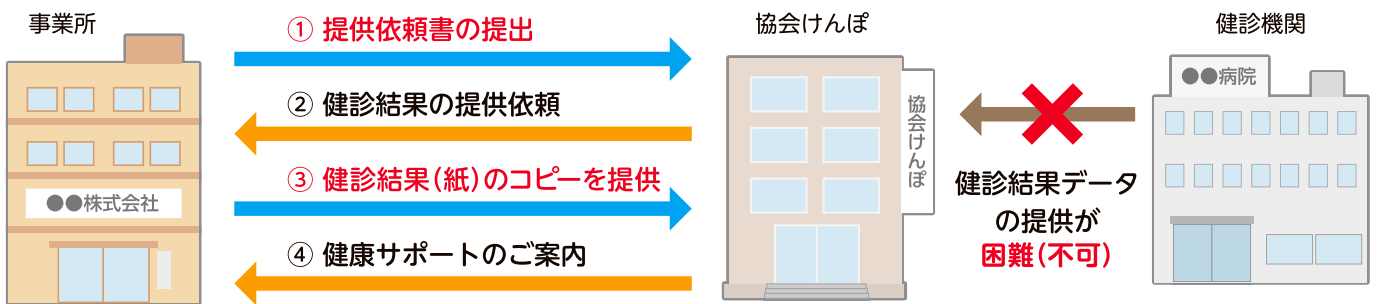 事業所
① 提供依頼書の提出
② 健診結果の提供依頼
③ 健診結果(紙)のコピーを提供
④ 健康サポートのご案内
●●株式会社
協会けんぽ
協会けんぽ
健診機関
●●病院
健診結果データ
の提供が
困難(不可)